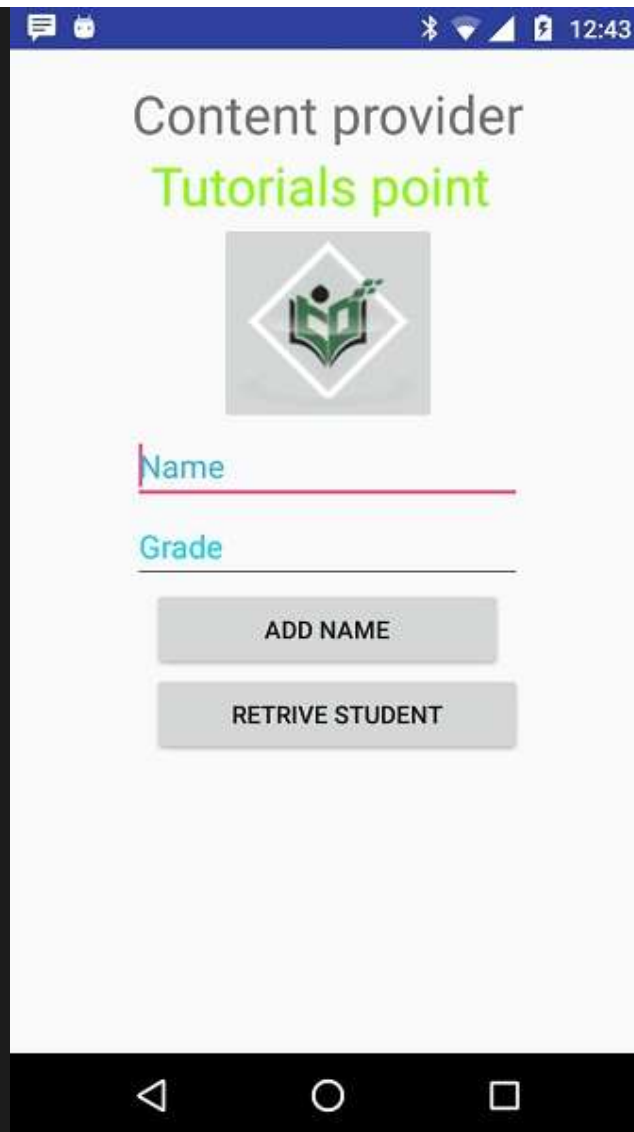 12:43
Content provider
Tutorials point
Name
Grade
ADD NAME
RETRIVE STUDENT